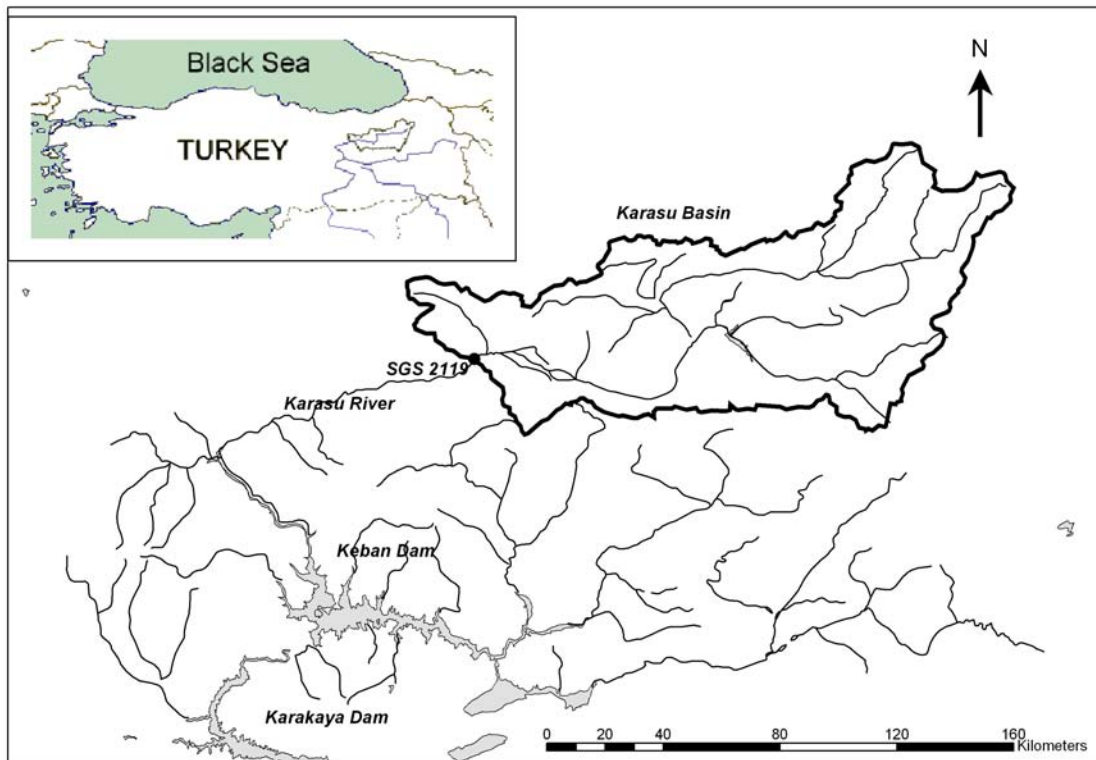 Black Sea
TURKEY
N
Karasu Basin
SGS 2119
Karasu River
Keban Dam
Karakaya Dam
0 20 40 80 120 160
Kilometers